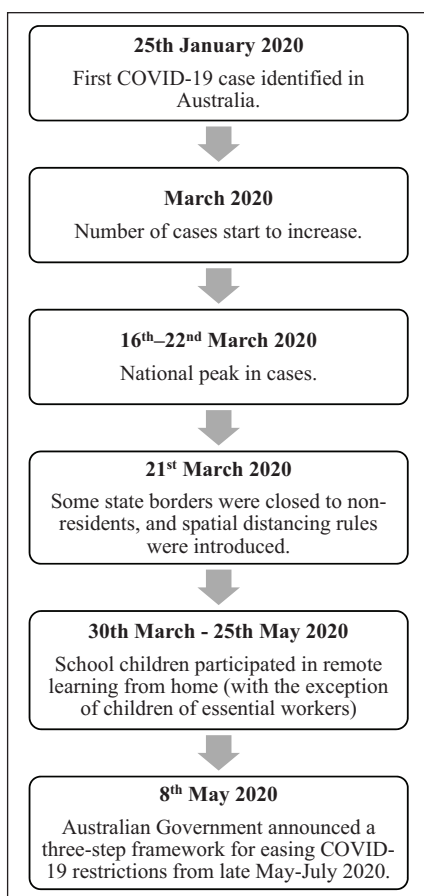 25th January 2020
First COVID-19 case identified in
Australia.
March 2020
Number of cases start to increase.
16th–22nd March 2020
National peak in cases.
21st March 2020
Some state borders were closed to non-
residents, and spatial distancing rules
were introduced.
30th March - 25th May 2020
School children participated in remote
learning from home (with the exception
of children of essential workers)
8th May 2020
Australian Government announced a
three-step framework for easing COVID-
19 restrictions from late May-July 2020.